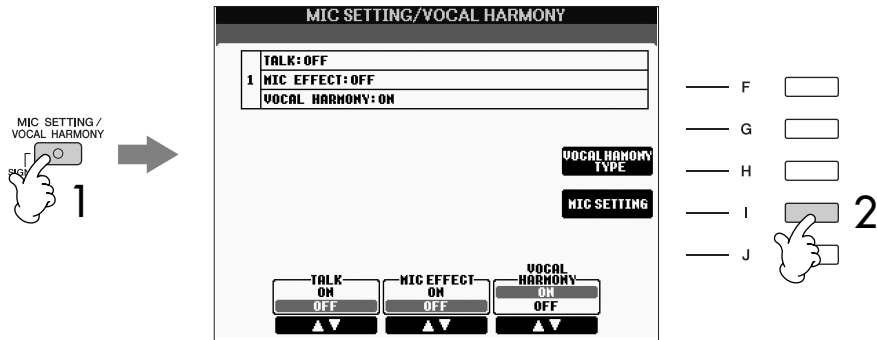 MIC SETTING/VOCAL HARMONY
TALK:OFF
1 MIC EFFECT:OFF
VOCAL HARMONY:ON
MIC SETTING /
VOCAL HARMONY
1
VOCAL HAMONY
TYPE
MIC SETTING
F
G
H
I
J
2
TALK
ON
OFF
MIC EFFECT
ON
OFF
VOCAL
HARMONY
ON
OFF